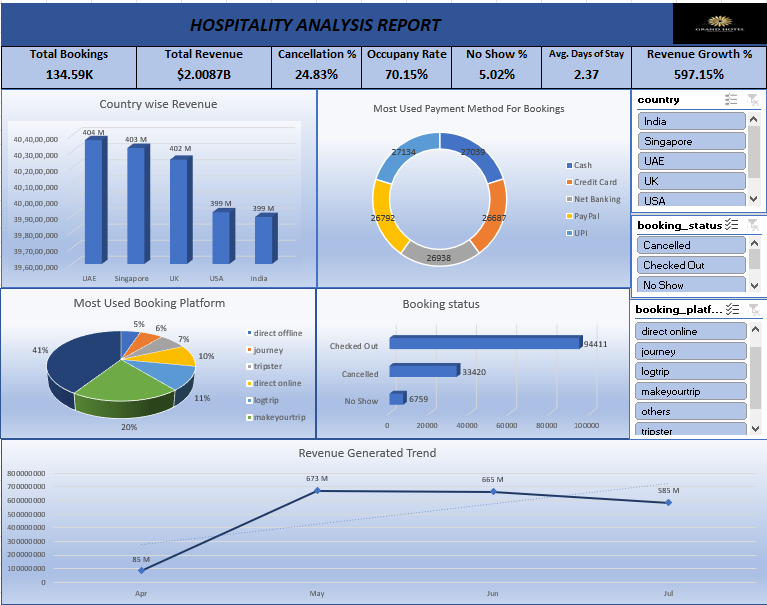 HOSPITALITY ANALYSIS REPORT
GRAND HOTEL
Total Bookings
134.59K
Total Revenue
$2.0087B
Cancellation %
24.83%
Occupany Rate
70.15%
No Show %
5.02%
Avg. Days of Stay
2.37
Revenue Growth %
597.15%
Country wise Revenue
40,40,00,000
40,30,00,000
40,20,00,000
40,10,00,000
40,00,00,000
39,90,00,000
39,80,00,000
39,70,00,000
39,60,00,000
404 M
403 M
402 M
399 M
399 M
UAE
Singapore
UK
USA
India
Most Used Payment Method For Bookings
27134
27039
26792
26687
26938
Cash
Credit Card
Net Banking
PayPal
UPI
country
India
Singapore
UAE
UK
USA
booking_status
Cancelled
Checked Out
No Show
Most Used Booking Platform
5%
6%
7%
10%
11%
20%
41%
direct offline
journey
tripster
direct online
logtrip
makeyourtrip
Booking status
Checked Out
94411
Cancelled
33420
No Show
6759
0
20000
40000
60000
80000
100000
booking_platf...
direct online
journey
logtrip
makeyourtrip
others
tripster
Revenue Generated Trend
800000000
700000000
600000000
500000000
400000000
300000000
200000000
100000000
0
85 M
673 M
665 M
585 M
Apr
May
Jun
Jul